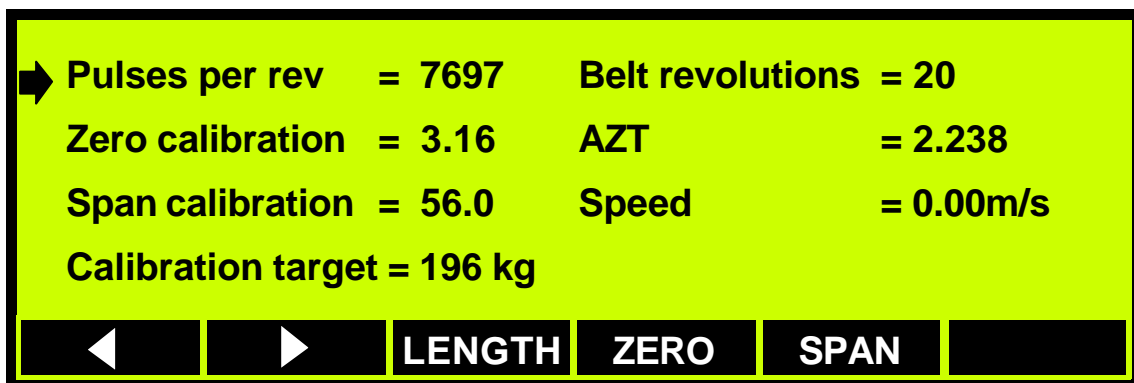 Pulses per rev = 7697 Belt revolutions = 20
Zero calibration = 3.16 AZT = 2.238
Span calibration = 56.0 Speed = 0.00m/s
Calibration target = 196 kg
LENGTH ZERO SPAN